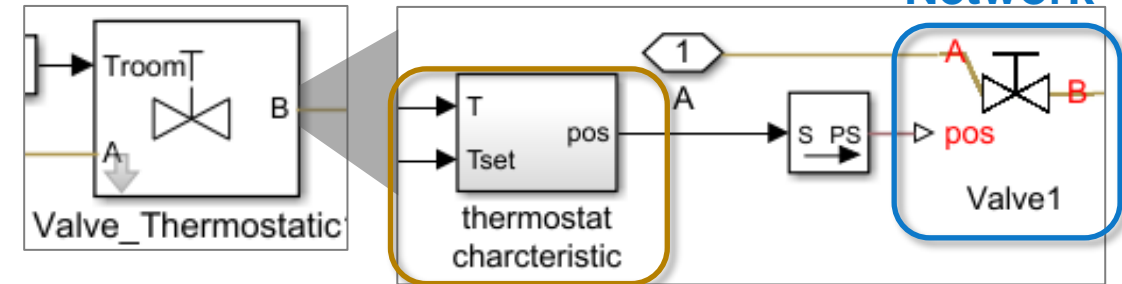 Network
Troom
B
A
Valve_Thermostatic
1
A
T
pos
Tset
thermostat
charcteristic
S PS
A
B
pos
Valve1